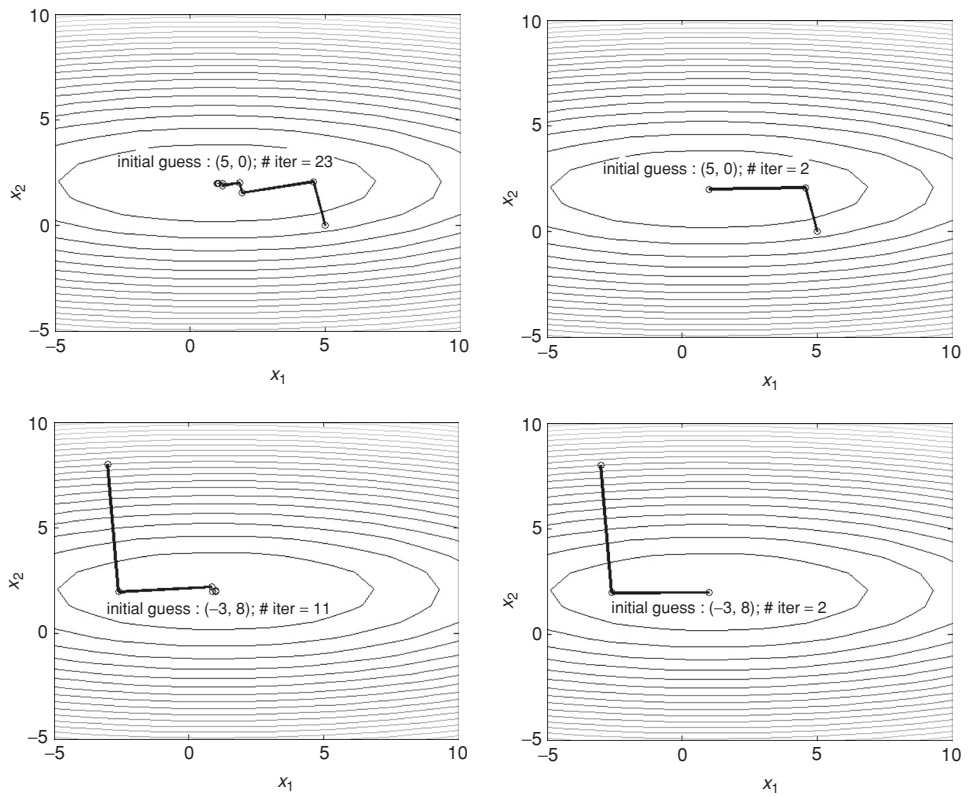 10
5
0
−5
x2
initial guess : (5, 0); # iter = 23
−5 0 5 10
x1
10
5
0
−5
x2
initial guess : (5, 0); # iter = 2
−5 0 5 10
x1
10
5
0
−5
x2
initial guess : (−3, 8); # iter = 11
−5 0 5 10
x1
10
5
0
−5
x2
initial guess : (−3, 8); # iter = 2
−5 0 5 10
x1